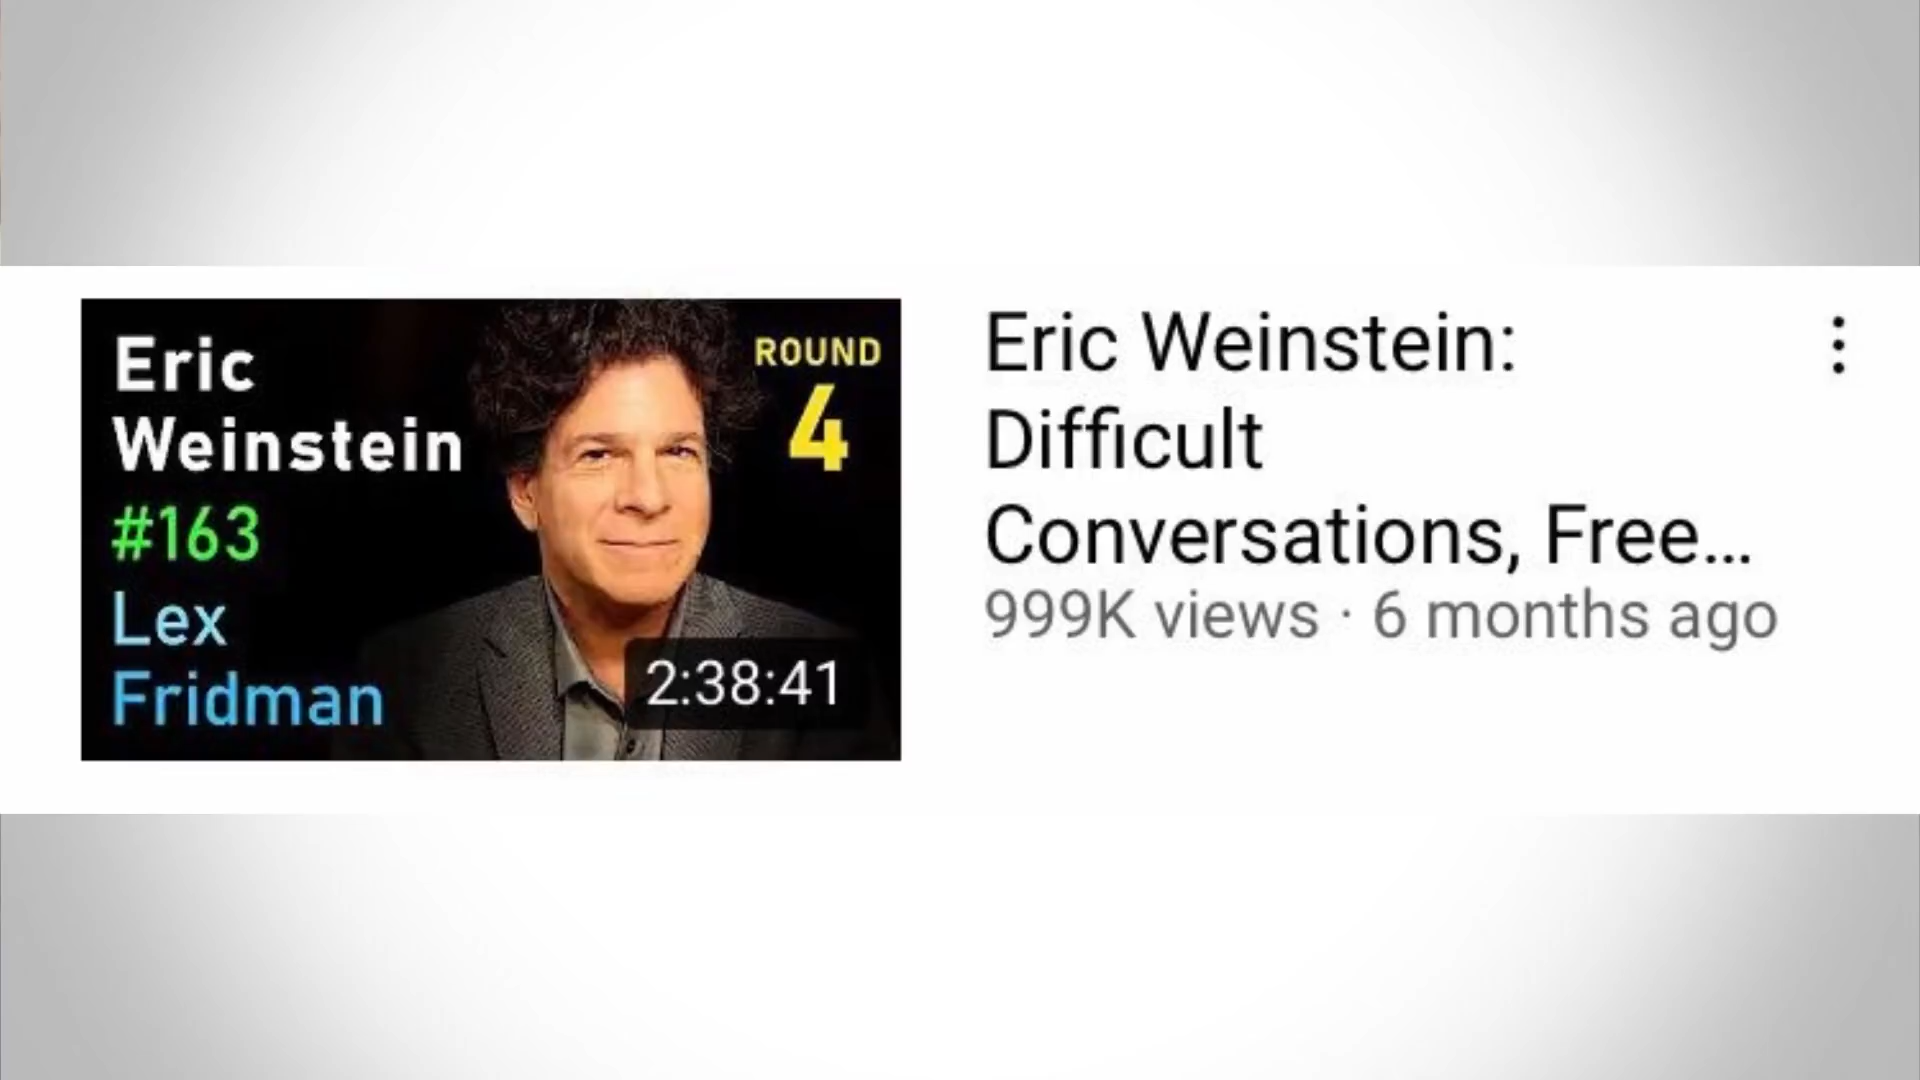 Eric
Weinstein
#163
Lex
Fridman
ROUND
4
2:38:41
Eric Weinstein:
Difficult
Conversations, Free...
999K views · 6 months ago